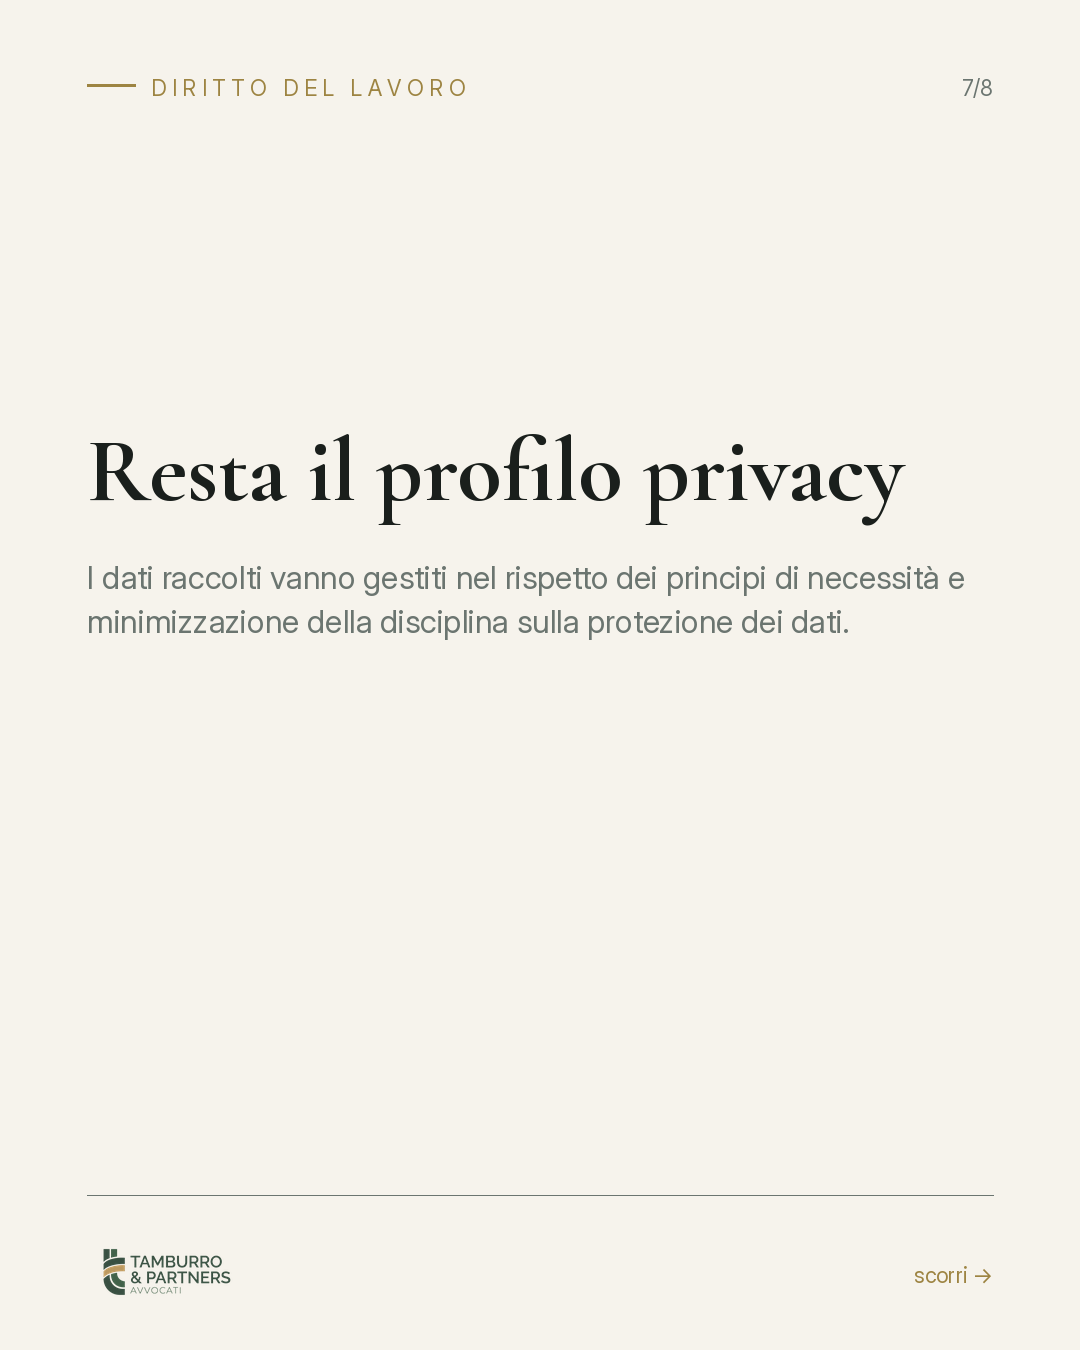 DIRITTO DEL LAVORO
7/8
Resta il profilo privacy
I dati raccolti vanno gestiti nel rispetto dei principi di necessità e
minimizzazione della disciplina sulla protezione dei dati.
TAMBURRO
& PARTNERS
AVVOCATI
scorri →